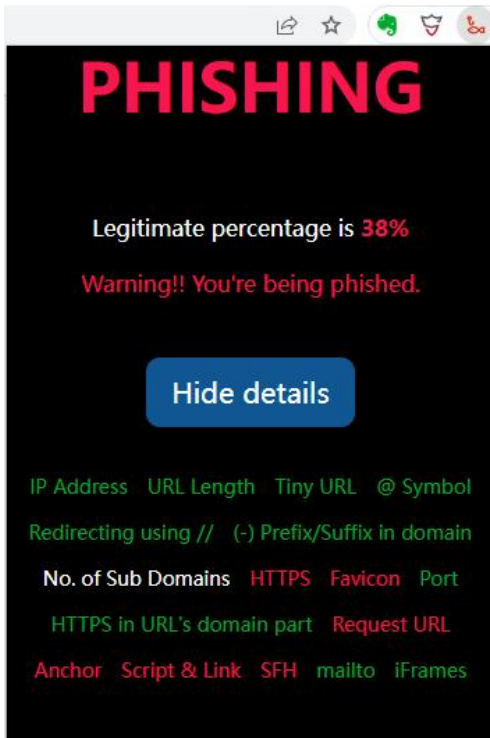 PHISHING
Legitimate percentage is 38%
Warning!! You're being phished.
Hide details
IP Address URL Length Tiny URL @ Symbol
Redirecting using // (-) Prefix/Suffix in domain
No. of Sub Domains HTTPS Favicon Port
HTTPS in URL's domain part Request URL
Anchor Script & Link SFH mailto iFrames